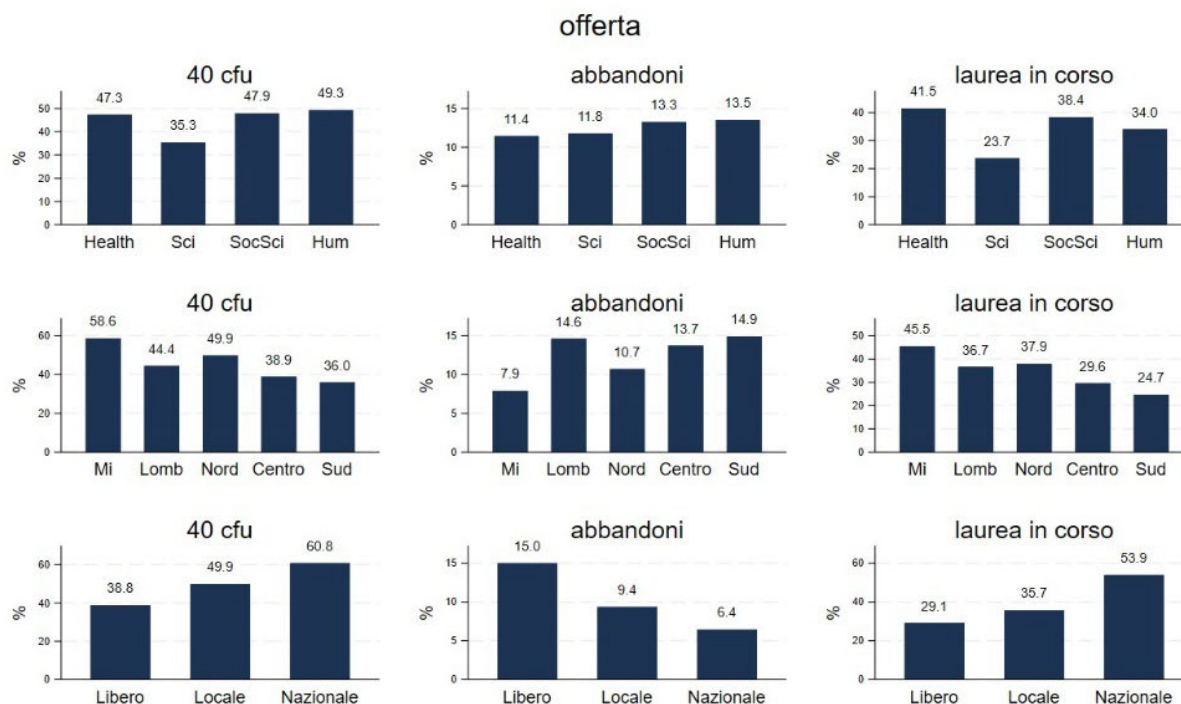 offerta
40 cfu
47.3 35.3 47.9 49.3
%
50
40
30
20
10
0
Health Sci SocSci Hum
abbandoni
11.4 11.8 13.3 13.5
%
15
10
5
0
Health Sci SocSci Hum
laurea in corso
41.5 23.7 38.4 34.0
%
40
30
20
10
0
Health Sci SocSci Hum
40 cfu
58.6 44.4 49.9 38.9 36.0
%
60
40
20
0
Mi Lomb Nord Centro Sud
abbandoni
7.9 14.6 10.7 13.7 14.9
%
15
10
5
0
Mi Lomb Nord Centro Sud
laurea in corso
45.5 36.7 37.9 29.6 24.7
%
50
40
30
20
10
0
Mi Lomb Nord Centro Sud
40 cfu
38.8 49.9 60.8
%
60
40
20
0
Libero Locale Nazionale
abbandoni
15.0 9.4 6.4
%
15
10
5
0
Libero Locale Nazionale
laurea in corso
29.1 35.7 53.9
%
60
40
20
0
Libero Locale Nazionale